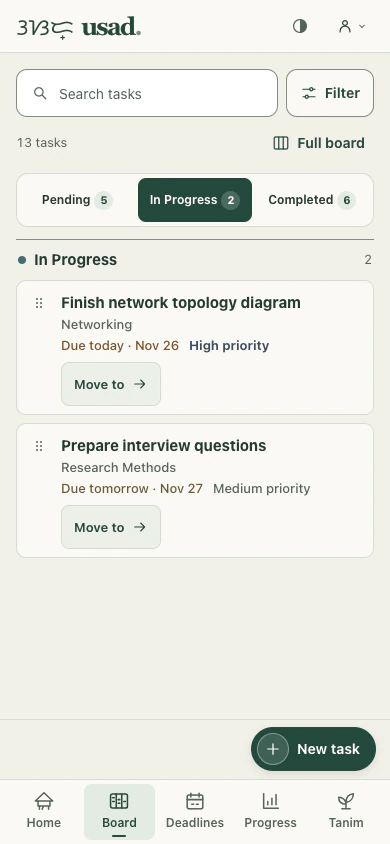 usad.
Search tasks
Filter
13 tasks
Full board
Pending 5
In Progress 2
Completed 6
In Progress
2
Finish network topology diagram
Networking
Due today · Nov 26 High priority
Move to →
Prepare interview questions
Research Methods
Due tomorrow · Nov 27 Medium priority
Move to →
+ New task
Home
Board
Deadlines
Progress
Tanim